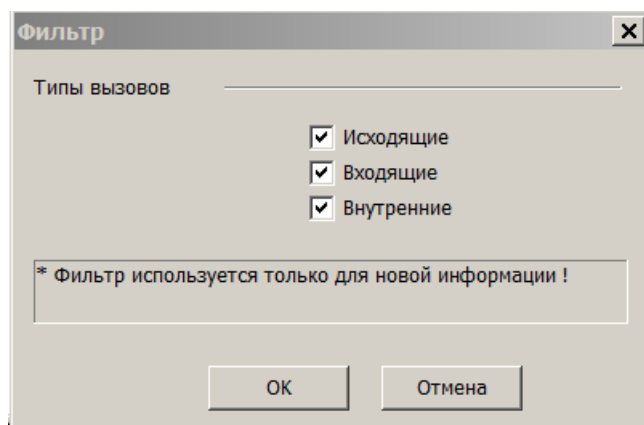 Фильтр
Типы вызовов
Исходящие
Входящие
Внутренние
* Фильтр используется только для новой информации !
OK
Отмена